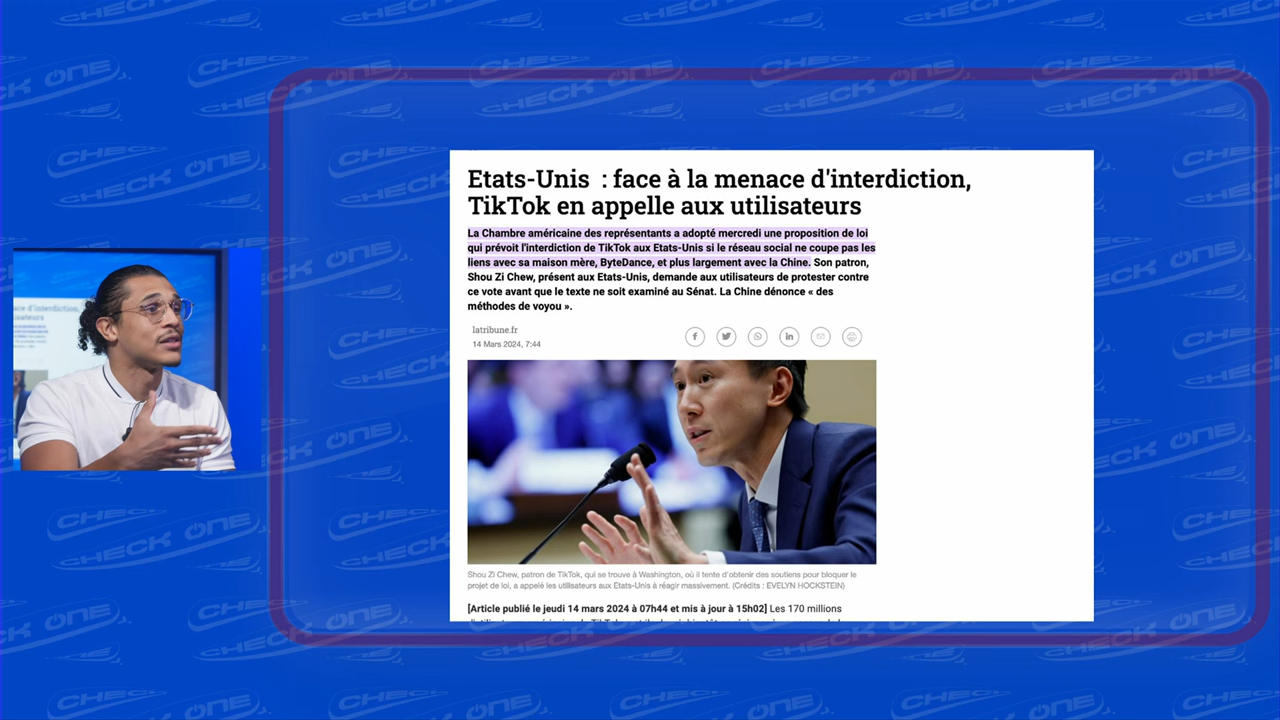 CHECK ONE
Etats-Unis : face à la menace d'interdiction,
TikTok en appelle aux utilisateurs
La Chambre américaine des représentants a adopté mercredi une proposition de loi
qui prévoit l'interdiction de TikTok aux Etats-Unis si le réseau social ne coupe pas les
liens avec sa maison mère, ByteDance, et plus largement avec la Chine. Son patron,
Shou Zi Chew, présent aux Etats-Unis, demande aux utilisateurs de protester contre
ce vote avant que le texte ne soit examiné au Sénat. La Chine dénonce « des
méthodes de voyou ».
latribune.fr
14 Mars 2024, 7:44
Shou Zi Chew, patron de TikTok, qui se trouve à Washington, où il tente d'obtenir des soutiens pour bloquer le
projet de loi, a appelé les utilisateurs aux Etats-Unis à réagir massivement. (Crédits : EVELYN HOCKSTEIN)
[Article publié le jeudi 14 mars 2024 à 07h44 et mis à jour à 15h02] Les 170 millions